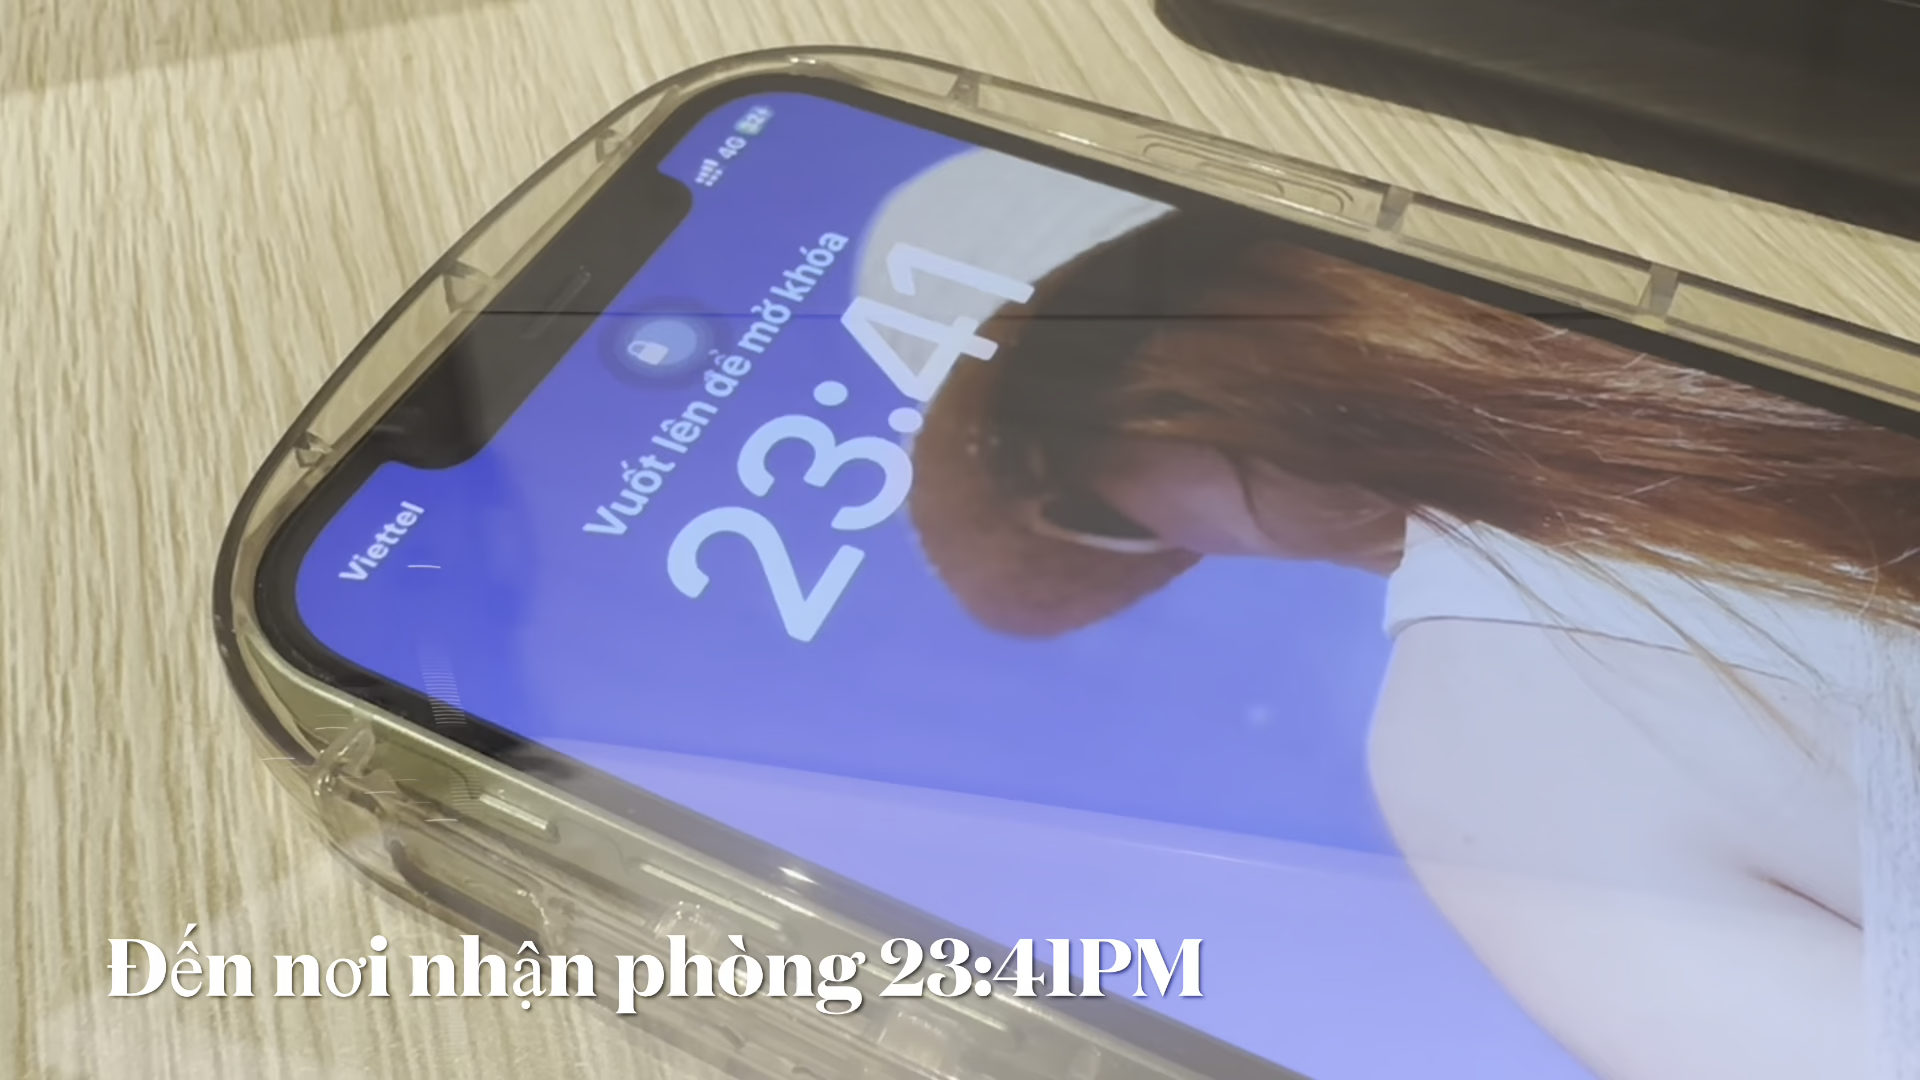 Viettel
4G
Vuốt lên để mở khóa
23:41
Đến nơi nhận phòng 23:41PM